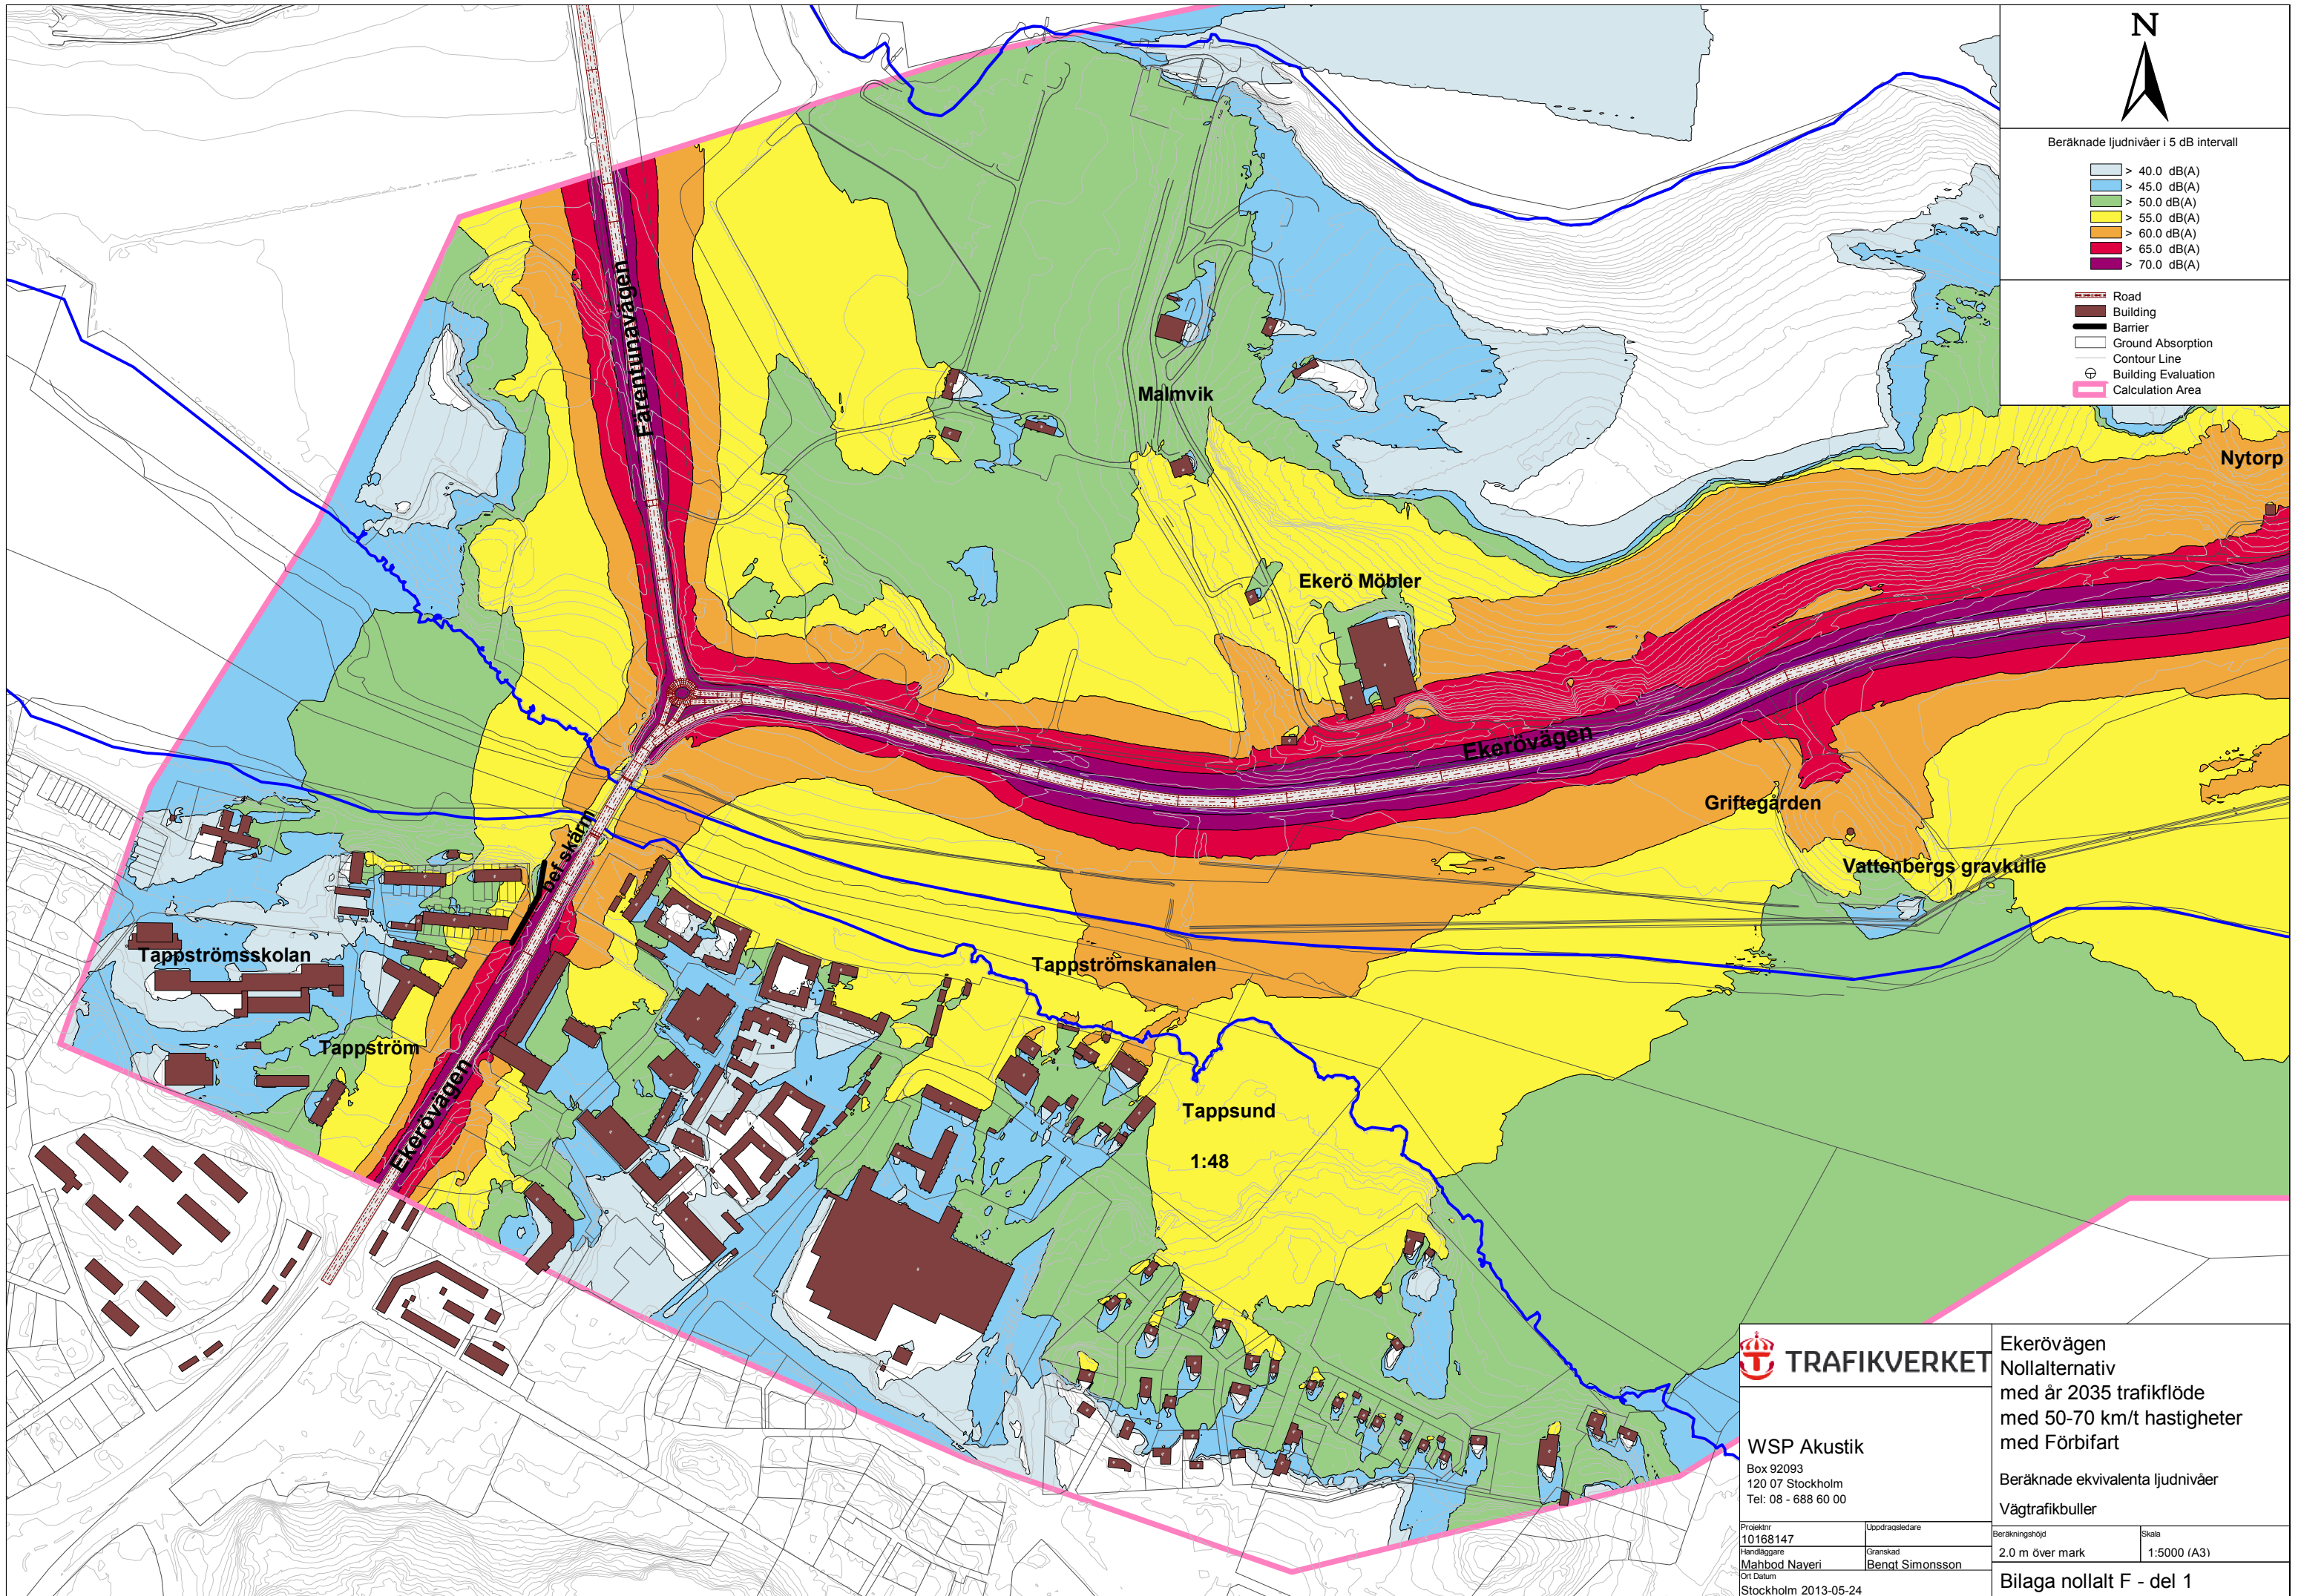 N
Beräknade ljudnivåer i 5 dB intervall
> 40.0 dB(A)
> 45.0 dB(A)
> 50.0 dB(A)
> 55.0 dB(A)
> 60.0 dB(A)
> 65.0 dB(A)
> 70.0 dB(A)
Road
Building
Barrier
Ground Absorption
Contour Line
Building Evaluation
Calculation Area
Färentunavägen
Malmvik
Nytorp
Ekerö Möbler
Ekerövägen
Griftegården
Vattenbergs gravkulle
bef skärm
Tappströmsskolan
Tappströmskanalen
Tappström
Ekerövägen
Tappsund
1:48
TRAFIKVERKET
WSP Akustik
Box 92093
120 07 Stockholm
Tel: 08 - 688 60 00
Projektnr
10168147
Uppdragsledare
Handläggare
Mahbod Nayeri
Granskad
Bengt Simonsson
Ort Datum
Stockholm 2013-05-24
Ekerövägen
Nollalternativ
med år 2035 trafikflöde
med 50-70 km/t hastigheter
med Förbifart
Beräknade ekvivalenta ljudnivåer
Vägtrafikbuller
Beräkningshöjd
2.0 m över mark
Skala
1:5000 (A3)
Bilaga nollalt F - del 1